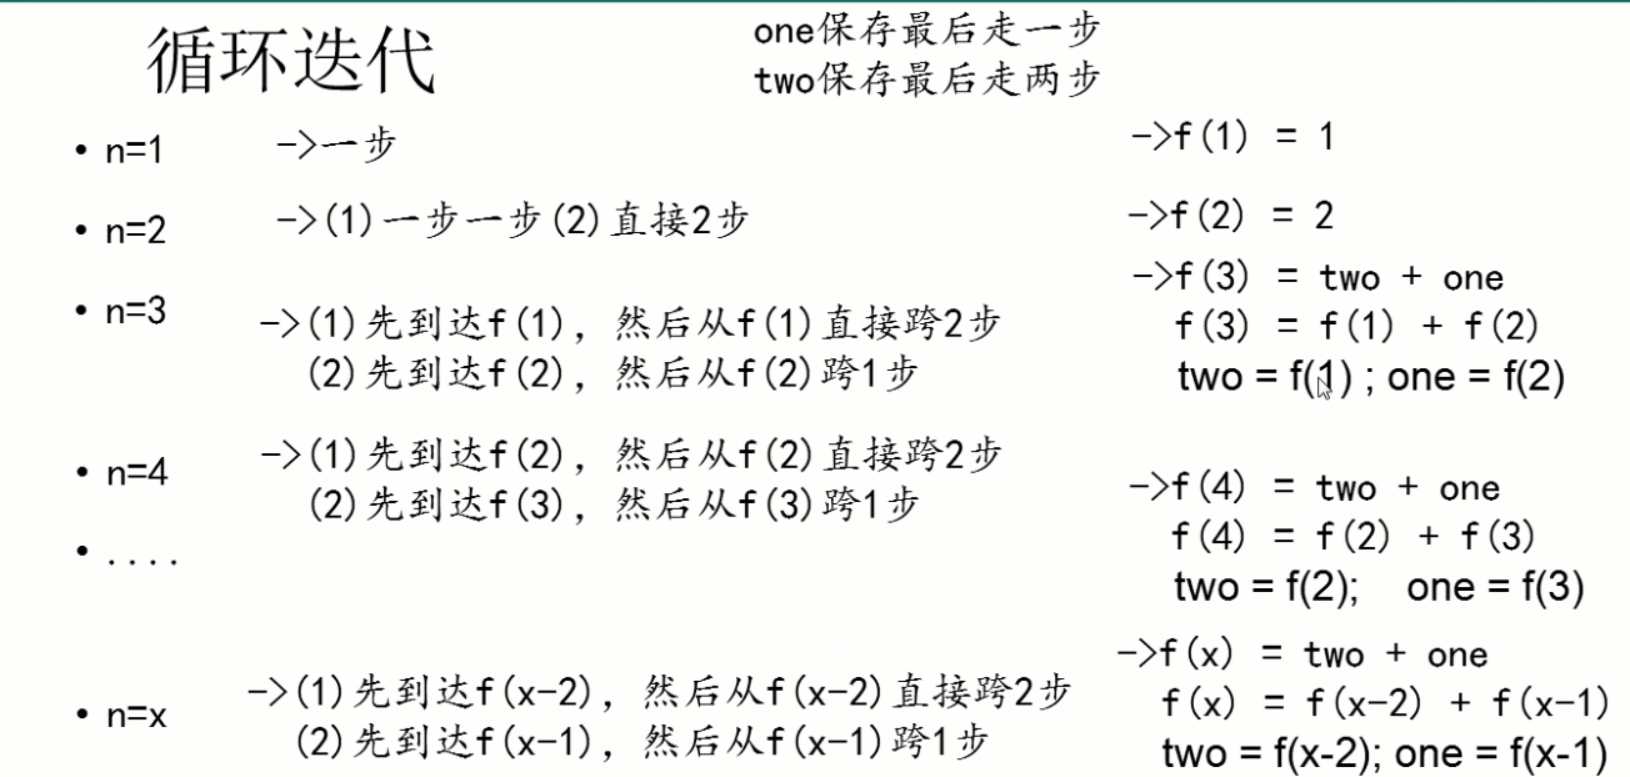 循环迭代
one保存最后走一步
two保存最后走两步
• n=1 ->一步 ->f(1) = 1
• n=2 ->(1)一步一步(2)直接2步 ->f(2) = 2
• n=3 ->(1)先到达f(1)，然后从f(1)直接跨2步
(2)先到达f(2)，然后从f(2)跨1步
->f(3) = two + one
f(3) = f(1) + f(2)
two = f(1) ; one = f(2)
• n=4 ->(1)先到达f(2)，然后从f(2)直接跨2步
(2)先到达f(3)，然后从f(3)跨1步
->f(4) = two + one
f(4) = f(2) + f(3)
two = f(2); one = f(3)
• ....
• n=x ->(1)先到达f(x-2)，然后从f(x-2)直接跨2步
(2)先到达f(x-1)，然后从f(x-1)跨1步
->f(x) = two + one
f(x) = f(x-2) + f(x-1)
two = f(x-2); one = f(x-1)